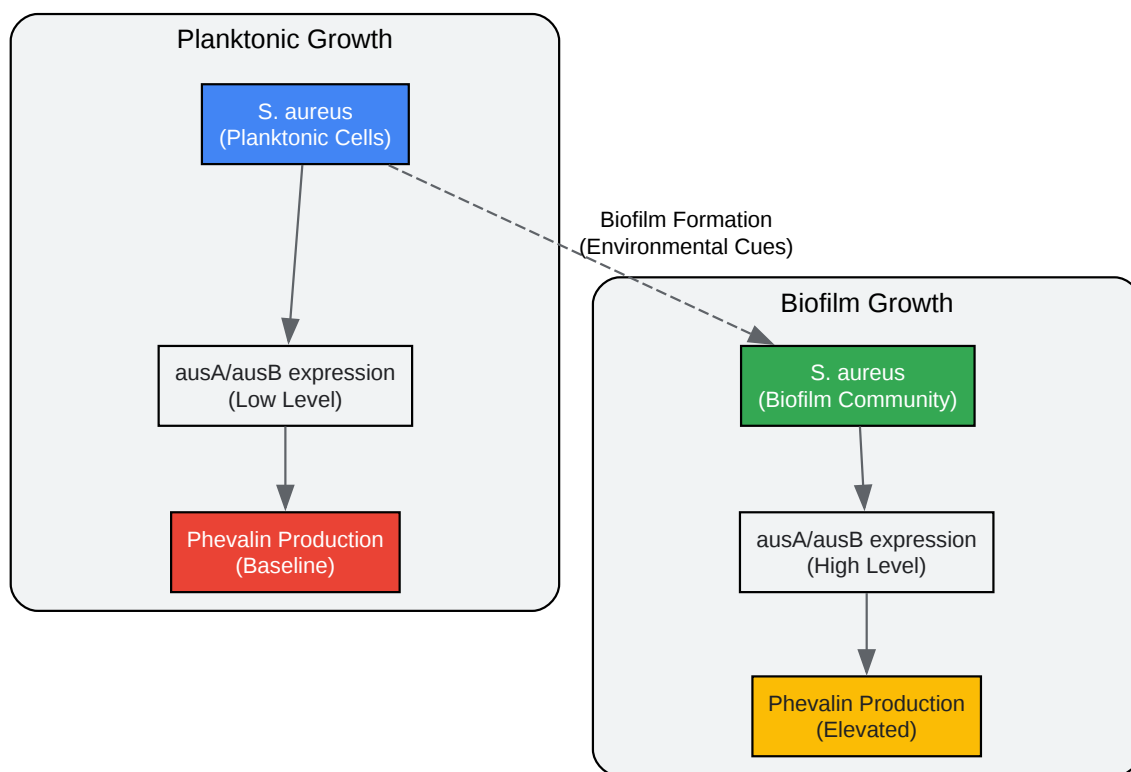 Planktonic Growth
S. aureus
(Planktonic Cells)
ausA/ausB expression
(Low Level)
Phevalin Production
(Baseline)
Biofilm Formation
(Environmental Cues)
Biofilm Growth
S. aureus
(Biofilm Community)
ausA/ausB expression
(High Level)
Phevalin Production
(Elevated)